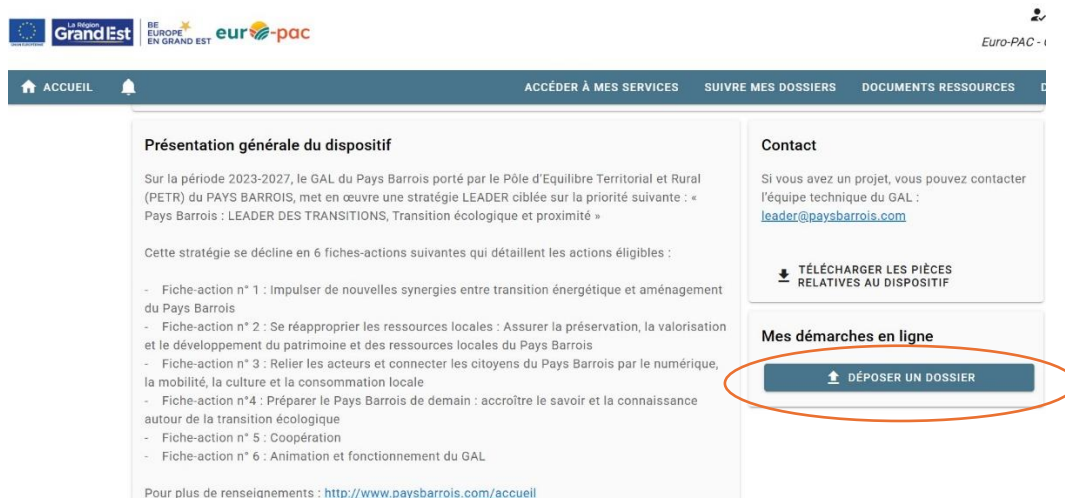 UNION EUROPÉENNE
La Région
Grand Est
BE
EUROPE
EN GRAND EST
euro-pac
Euro-PAC -
ACCUEIL
ACCÉDER À MES SERVICES
SUIVRE MES DOSSIERS
DOCUMENTS RESSOURCES
Présentation générale du dispositif
Sur la période 2023-2027, le GAL du Pays Barrois porté par le Pôle d'Equilibre Territorial et Rural
(PETR) du PAYS BARROIS, met en œuvre une stratégie LEADER ciblée sur la priorité suivante : «
Pays Barrois : LEADER DES TRANSITIONS, Transition écologique et proximité »
Cette stratégie se décline en 6 fiches-actions suivantes qui détaillent les actions éligibles :
- Fiche-action n° 1 : Impulser de nouvelles synergies entre transition énergétique et aménagement
du Pays Barrois
- Fiche-action n° 2 : Se réapproprier les ressources locales : Assurer la préservation, la valorisation
et le développement du patrimoine et des ressources locales du Pays Barrois
- Fiche-action n° 3 : Relier les acteurs et connecter les citoyens du Pays Barrois par le numérique,
la mobilité, la culture et la consommation locale
- Fiche-action n°4 : Préparer le Pays Barrois de demain : accroître le savoir et la connaissance
autour de la transition écologique
- Fiche-action n° 5 : Coopération
- Fiche-action n° 6 : Animation et fonctionnement du GAL
Pour plus de renseignements : http://www.paysbarrois.com/accueil
Contact
Si vous avez un projet, vous pouvez contacter
l'équipe technique du GAL :
leader@paysbarrois.com
TÉLÉCHARGER LES PIÈCES
RELATIVES AU DISPOSITIF
Mes démarches en ligne
DÉPOSER UN DOSSIER